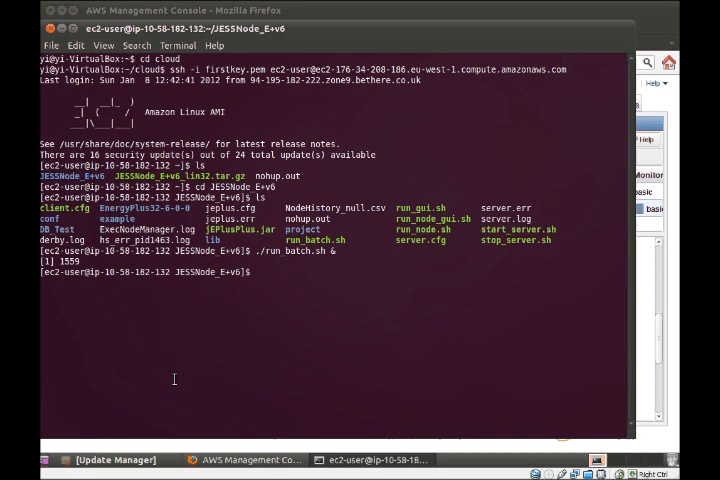 AWS Management Console - Mozilla Firefox
ec2-user@ip-10-58-182-132:~/JESSNode_E+v6
File Edit View Search Terminal Help
yi@yi-VirtualBox:~$ cd cloud
yi@yi-VirtualBox:~/cloud$ ssh -i firstkey.pem ec2-user@ec2-176-34-208-186.eu-west-1.compute.amazonaws.com
Last login: Sun Jan  8 12:42:41 2012 from 94-195-182-222.zone9.bethere.co.uk
__|  __|_  )
_|  (     /   Amazon Linux AMI
___|\___|___|
See /usr/share/doc/system-release/ for latest release notes.
There are 16 security update(s) out of 24 total update(s) available
[ec2-user@ip-10-58-182-132 ~]$ ls
JESSNode_E+v6  JESSNode_E+v6_lin32.tar.gz  nohup.out
[ec2-user@ip-10-58-182-132 ~]$ cd JESSNode_E+v6
[ec2-user@ip-10-58-182-132 JESSNode_E+v6]$ ls
client.cfg  EnergyPlus32-6-0-0  jeplus.cfg  NodeHistory_null.csv  run_gui.sh  server.err
conf  example  jeplus.err  nohup.out  run_node_gui.sh  server.log
DB_Test  ExecNodeManager.log  jEPlusPlus.jar  project  run_node.sh  start_server.sh
derby.log  hs_err_pid1463.log  lib  run_batch.sh  server.cfg  stop_server.sh
[ec2-user@ip-10-58-182-132 JESSNode_E+v6]$ ./run_batch.sh &
[1] 1559
[ec2-user@ip-10-58-182-132 JESSNode_E+v6]$
Help
Help
Monitor
basic
basi
[Update Manager]
AWS Management Co...
ec2-user@ip-10-58-18...
Right Ctrl